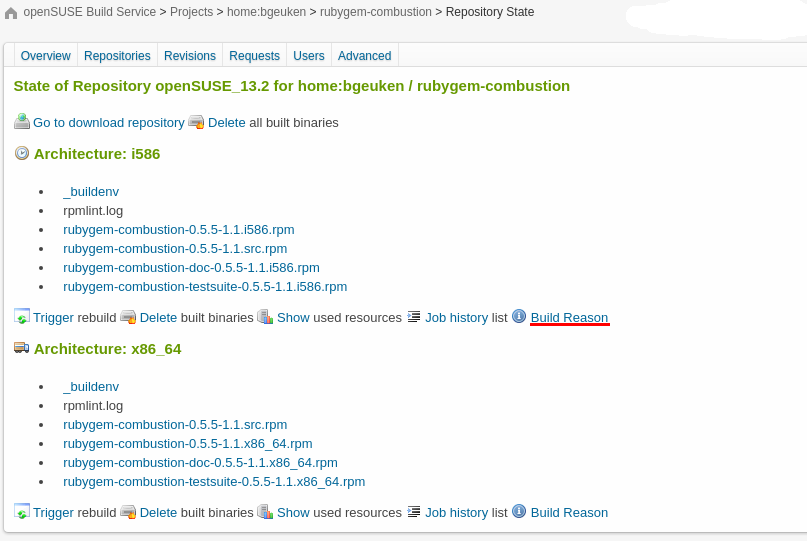 openSUSE Build Service > Projects > home:bgeuken > rubygem-combustion > Repository State
Overview Repositories Revisions Requests Users Advanced
State of Repository openSUSE_13.2 for home:bgeuken / rubygem-combustion
Go to download repository Delete all built binaries
Architecture: i586
• _buildenv
• rpmlint.log
• rubygem-combustion-0.5.5-1.1.i586.rpm
• rubygem-combustion-0.5.5-1.1.src.rpm
• rubygem-combustion-doc-0.5.5-1.1.i586.rpm
• rubygem-combustion-testsuite-0.5.5-1.1.i586.rpm
Trigger rebuild Delete built binaries Show used resources Job history list Build Reason
Architecture: x86_64
• _buildenv
• rpmlint.log
• rubygem-combustion-0.5.5-1.1.src.rpm
• rubygem-combustion-0.5.5-1.1.x86_64.rpm
• rubygem-combustion-doc-0.5.5-1.1.x86_64.rpm
• rubygem-combustion-testsuite-0.5.5-1.1.x86_64.rpm
Trigger rebuild Delete built binaries Show used resources Job history list Build Reason